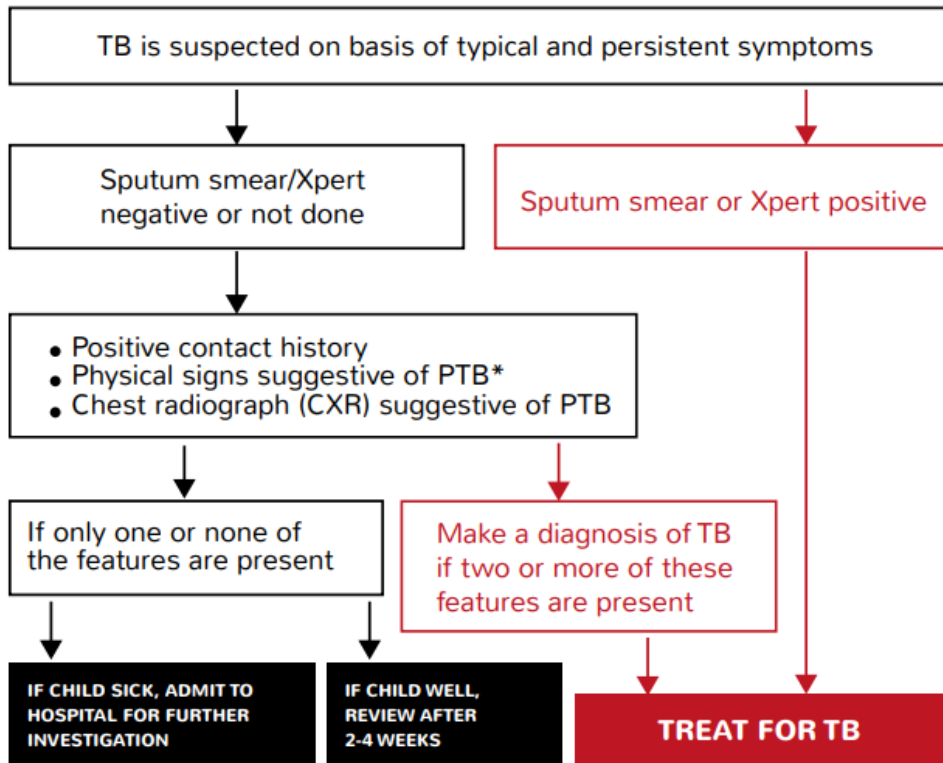 TB is suspected on basis of typical and persistent symptoms
Sputum smear/Xpert
negative or not done
Sputum smear or Xpert positive
• Positive contact history
• Physical signs suggestive of PTB*
• Chest radiograph (CXR) suggestive of PTB
If only one or none of
the features are present
Make a diagnosis of TB
if two or more of these
features are present
IF CHILD SICK, ADMIT TO
HOSPITAL FOR FURTHER
INVESTIGATION
IF CHILD WELL,
REVIEW AFTER
2-4 WEEKS
TREAT FOR TB